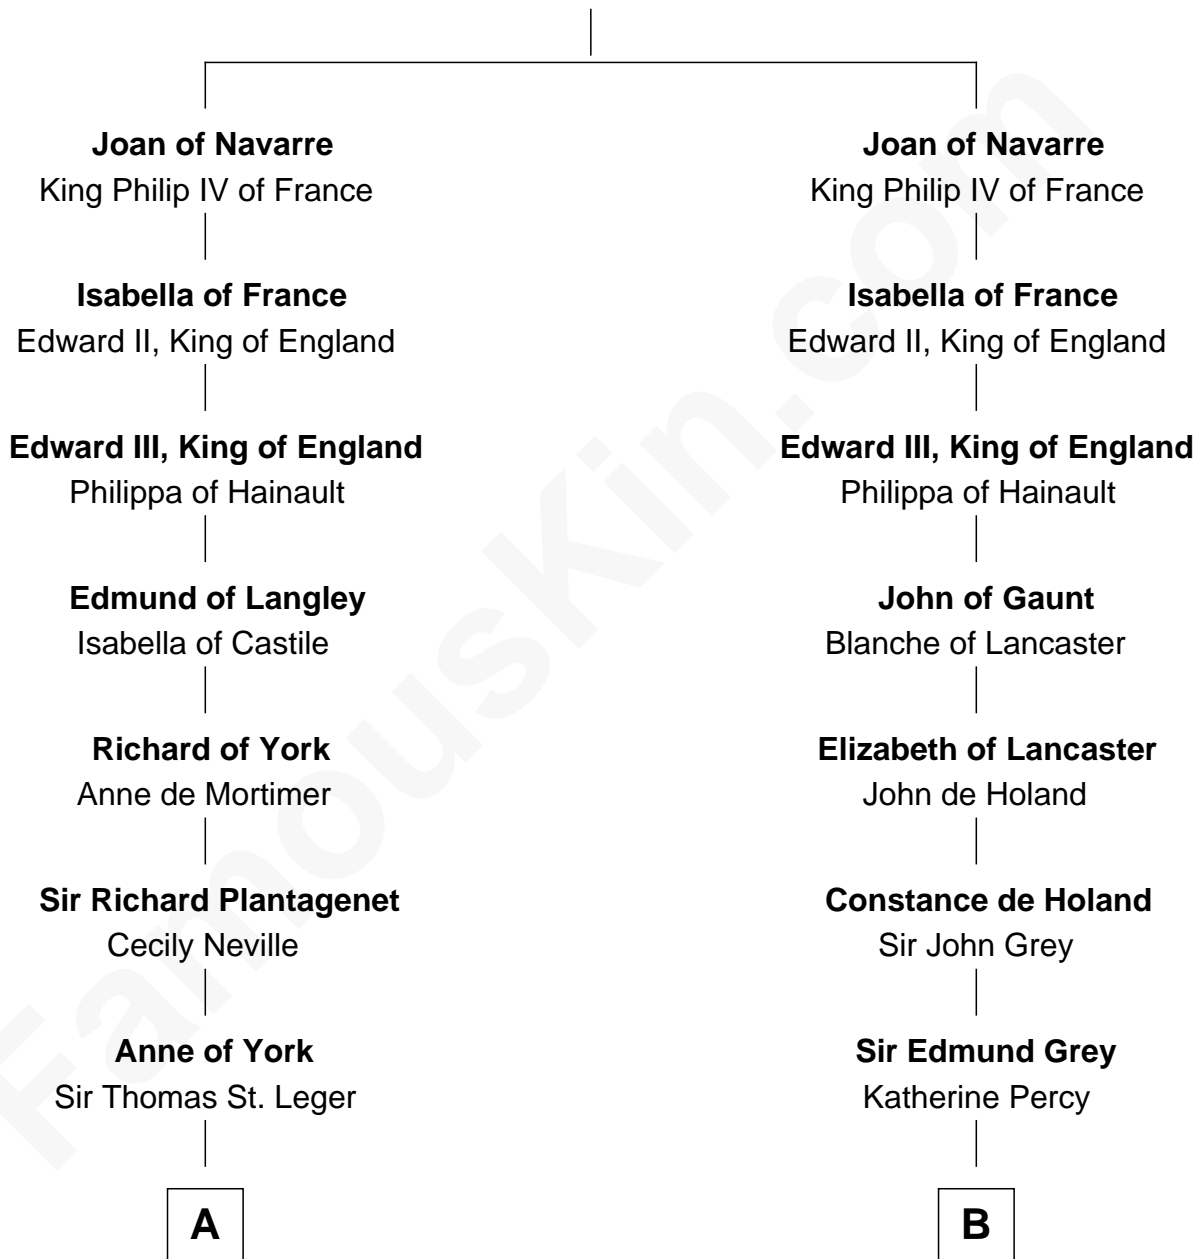 Joan of Navarre
King Philip IV of France
Isabella of France
Edward II, King of England
Edward III, King of England
Philippa of Hainault
Edmund of Langley
Isabella of Castile
Richard of York
Anne de Mortimer
Sir Richard Plantagenet
Cecily Neville
Anne of York
Sir Thomas St. Leger
A
Joan of Navarre
King Philip IV of France
Isabella of France
Edward II, King of England
Edward III, King of England
Philippa of Hainault
John of Gaunt
Blanche of Lancaster
Elizabeth of Lancaster
John de Holand
Constance de Holand
Sir John Grey
Sir Edmund Grey
Katherine Percy
B
FamousKin.com